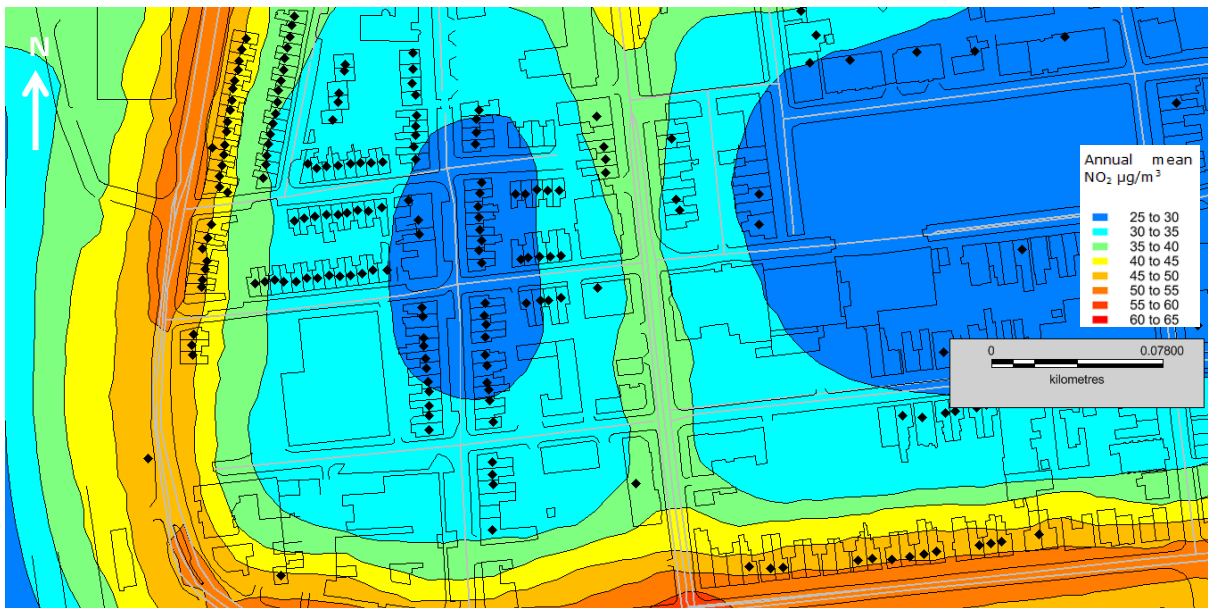 N
Annual mean
NO₂ µg/m³
25 to 30
30 to 35
35 to 40
40 to 45
45 to 50
50 to 55
55 to 60
60 to 65
0 0.07800
kilometres